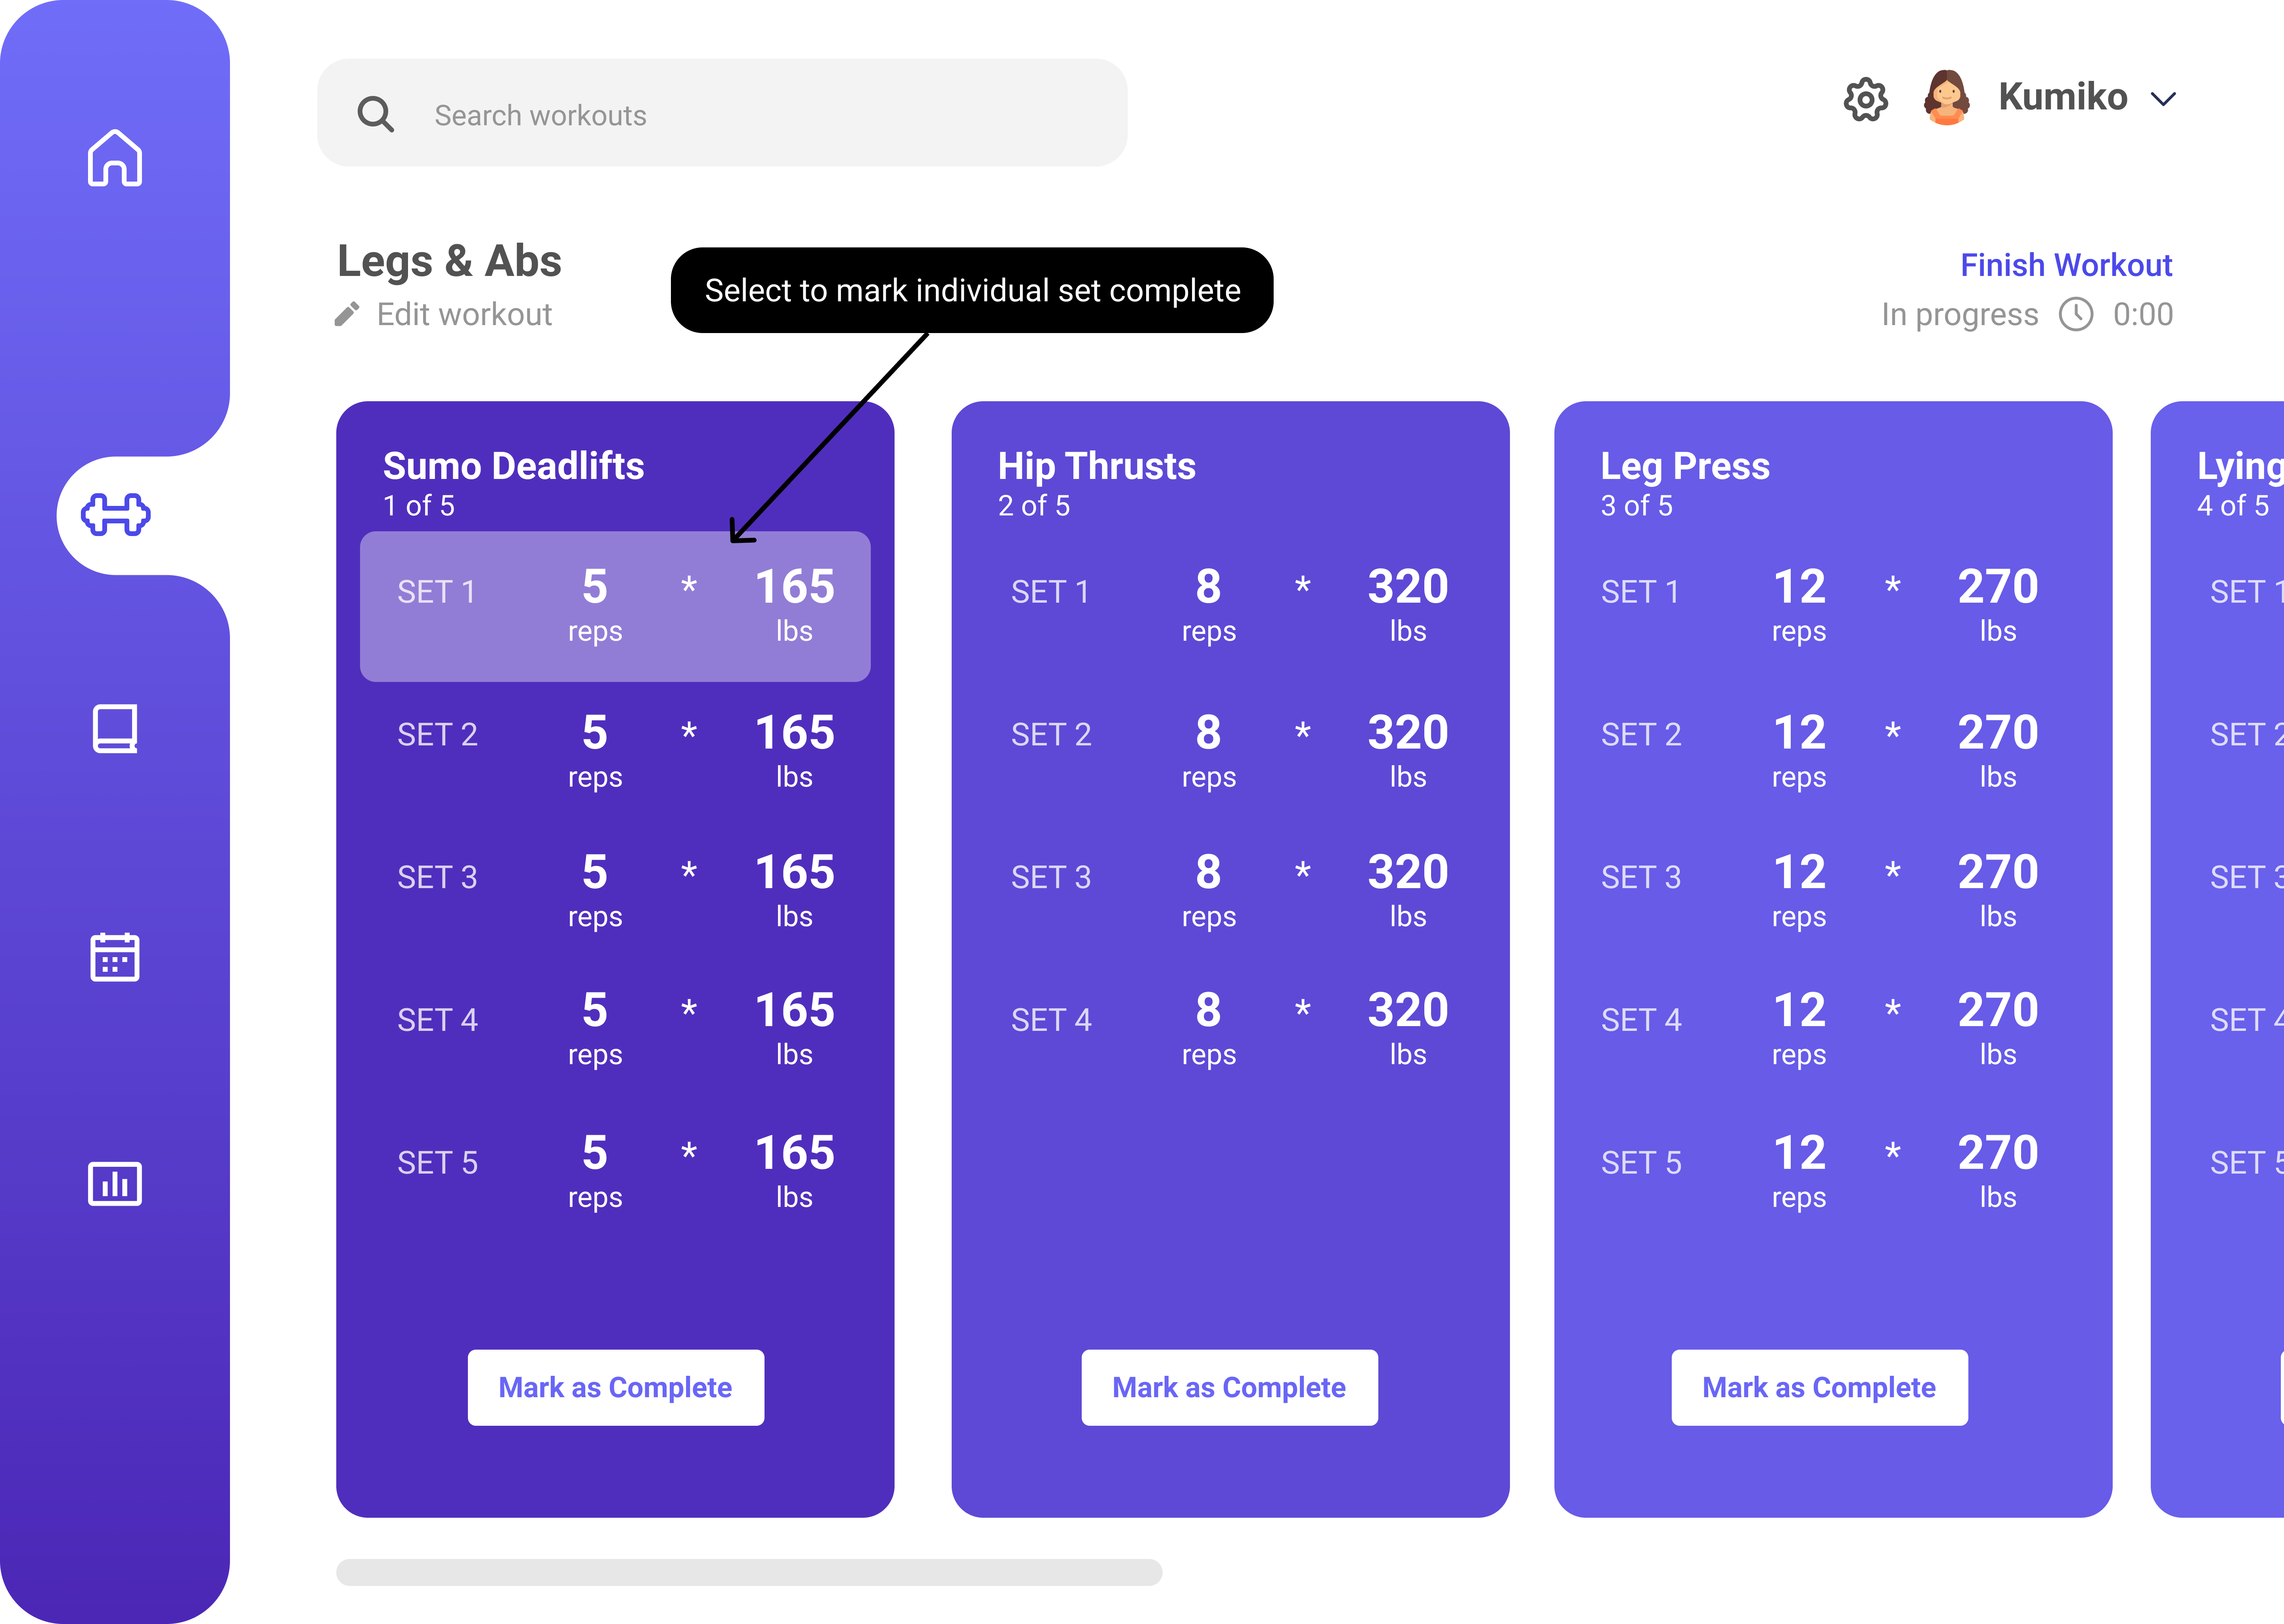 Search workouts
Kumiko
Legs & Abs
Edit workout
Select to mark individual set complete
Finish Workout
In progress 0:00
Sumo Deadlifts
1 of 5
SET 1 5 * 165
reps lbs
SET 2 5 * 165
reps lbs
SET 3 5 * 165
reps lbs
SET 4 5 * 165
reps lbs
SET 5 5 * 165
reps lbs
Mark as Complete
Hip Thrusts
2 of 5
SET 1 8 * 320
reps lbs
SET 2 8 * 320
reps lbs
SET 3 8 * 320
reps lbs
SET 4 8 * 320
reps lbs
Mark as Complete
Leg Press
3 of 5
SET 1 12 * 270
reps lbs
SET 2 12 * 270
reps lbs
SET 3 12 * 270
reps lbs
SET 4 12 * 270
reps lbs
SET 5 12 * 270
reps lbs
Mark as Complete
Lying
4 of 5
SET 1
SET 2
SET 3
SET 4
SET 5